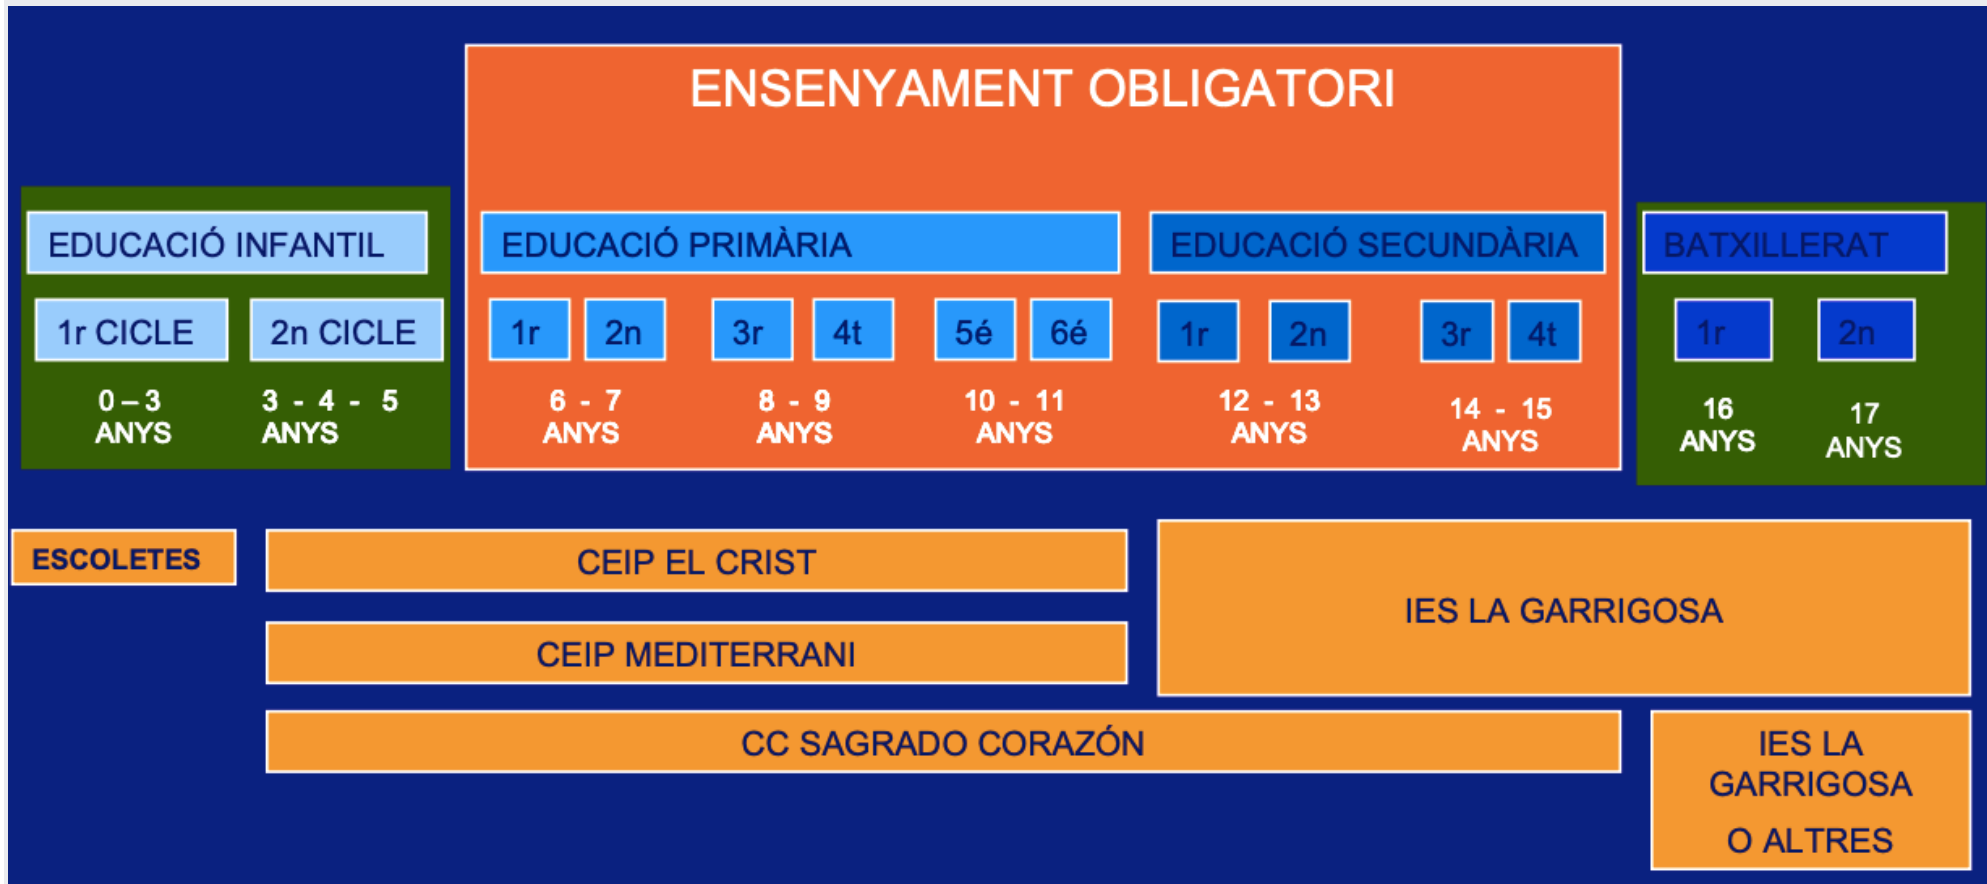 ENSENYAMENT OBLIGATORI
EDUCACIÓ INFANTIL
EDUCACIÓ PRIMÀRIA
EDUCACIÓ SECUNDÀRIA
BATXILLERAT
1r CICLE
2n CICLE
1r
2n
3r
4t
5é
6é
1r
2n
3r
4t
1r
2n
0 – 3
ANYS
3 - 4 - 5
ANYS
6 - 7
ANYS
8 - 9
ANYS
10 - 11
ANYS
12 - 13
ANYS
14 - 15
ANYS
16
ANYS
17
ANYS
ESCOLETES
CEIP EL CRIST
IES LA GARRIGOSA
CEIP MEDITERRANI
CC SAGRADO CORAZÓN
IES LA
GARRIGOSA
O ALTRES